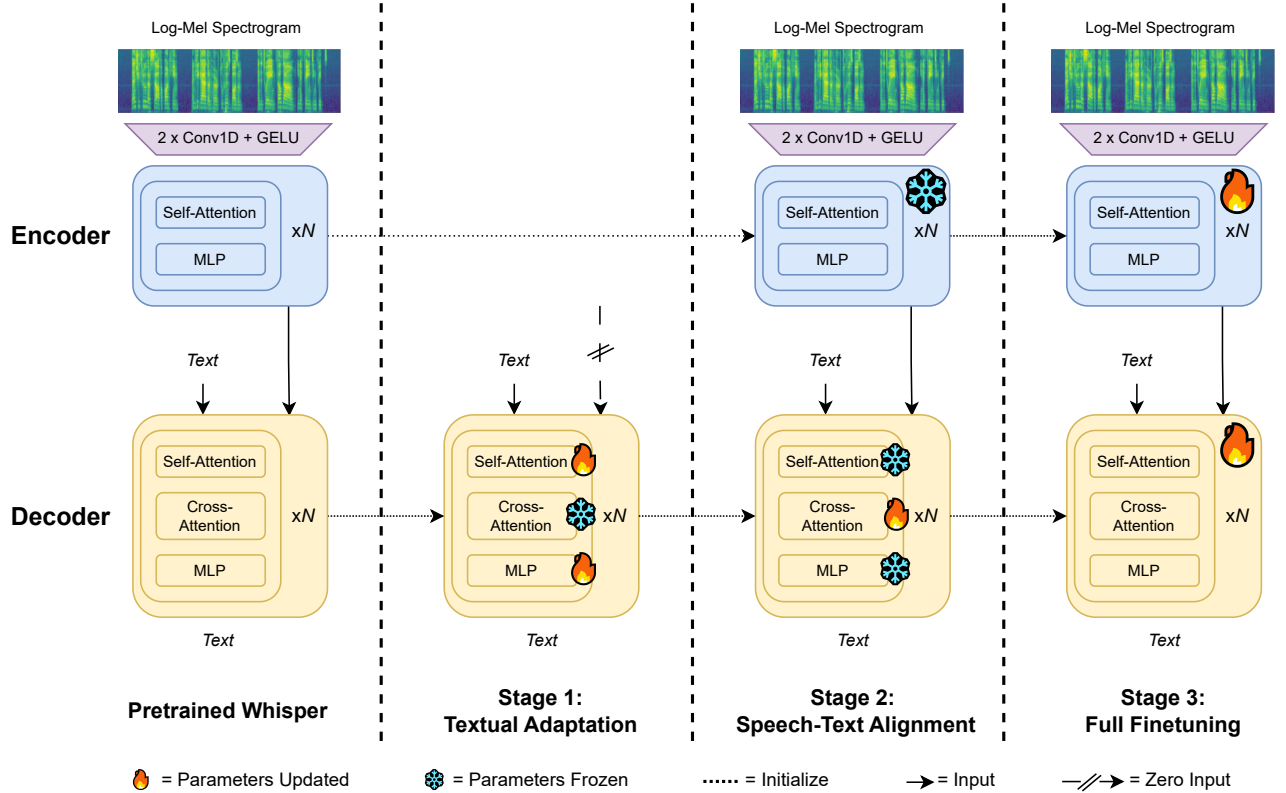 Log-Mel Spectrogram
Log-Mel Spectrogram
Log-Mel Spectrogram
2 x Conv1D + GELU
2 x Conv1D + GELU
2 x Conv1D + GELU
Encoder
Self-Attention
MLP
xN
Self-Attention
MLP
xN
Self-Attention
MLP
xN
Text
Text
Text
Text
Decoder
Self-Attention
Cross-
Attention
MLP
xN
Self-Attention
Cross-
Attention
MLP
xN
Self-Attention
Cross-
Attention
MLP
xN
Self-Attention
Cross-
Attention
MLP
xN
Text
Text
Text
Text
Pretrained Whisper
Stage 1:
Textual Adaptation
Stage 2:
Speech-Text Alignment
Stage 3:
Full Finetuning
= Parameters Updated
= Parameters Frozen
= Initialize
= Input
= Zero Input